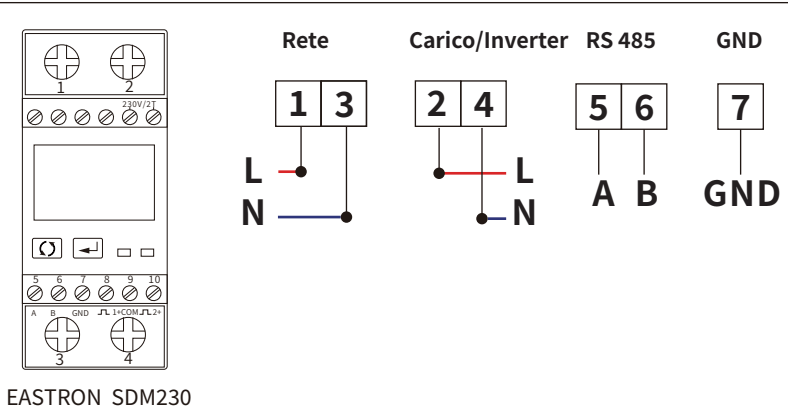 Rete Carico/Inverter RS 485 GND
1 2
230V/2T
1 3 2 4 5 6 7
L L
N N
A B GND
5 6 7 8 9 10
A B GND 1+COM 2+
3 4
EASTRON SDM230